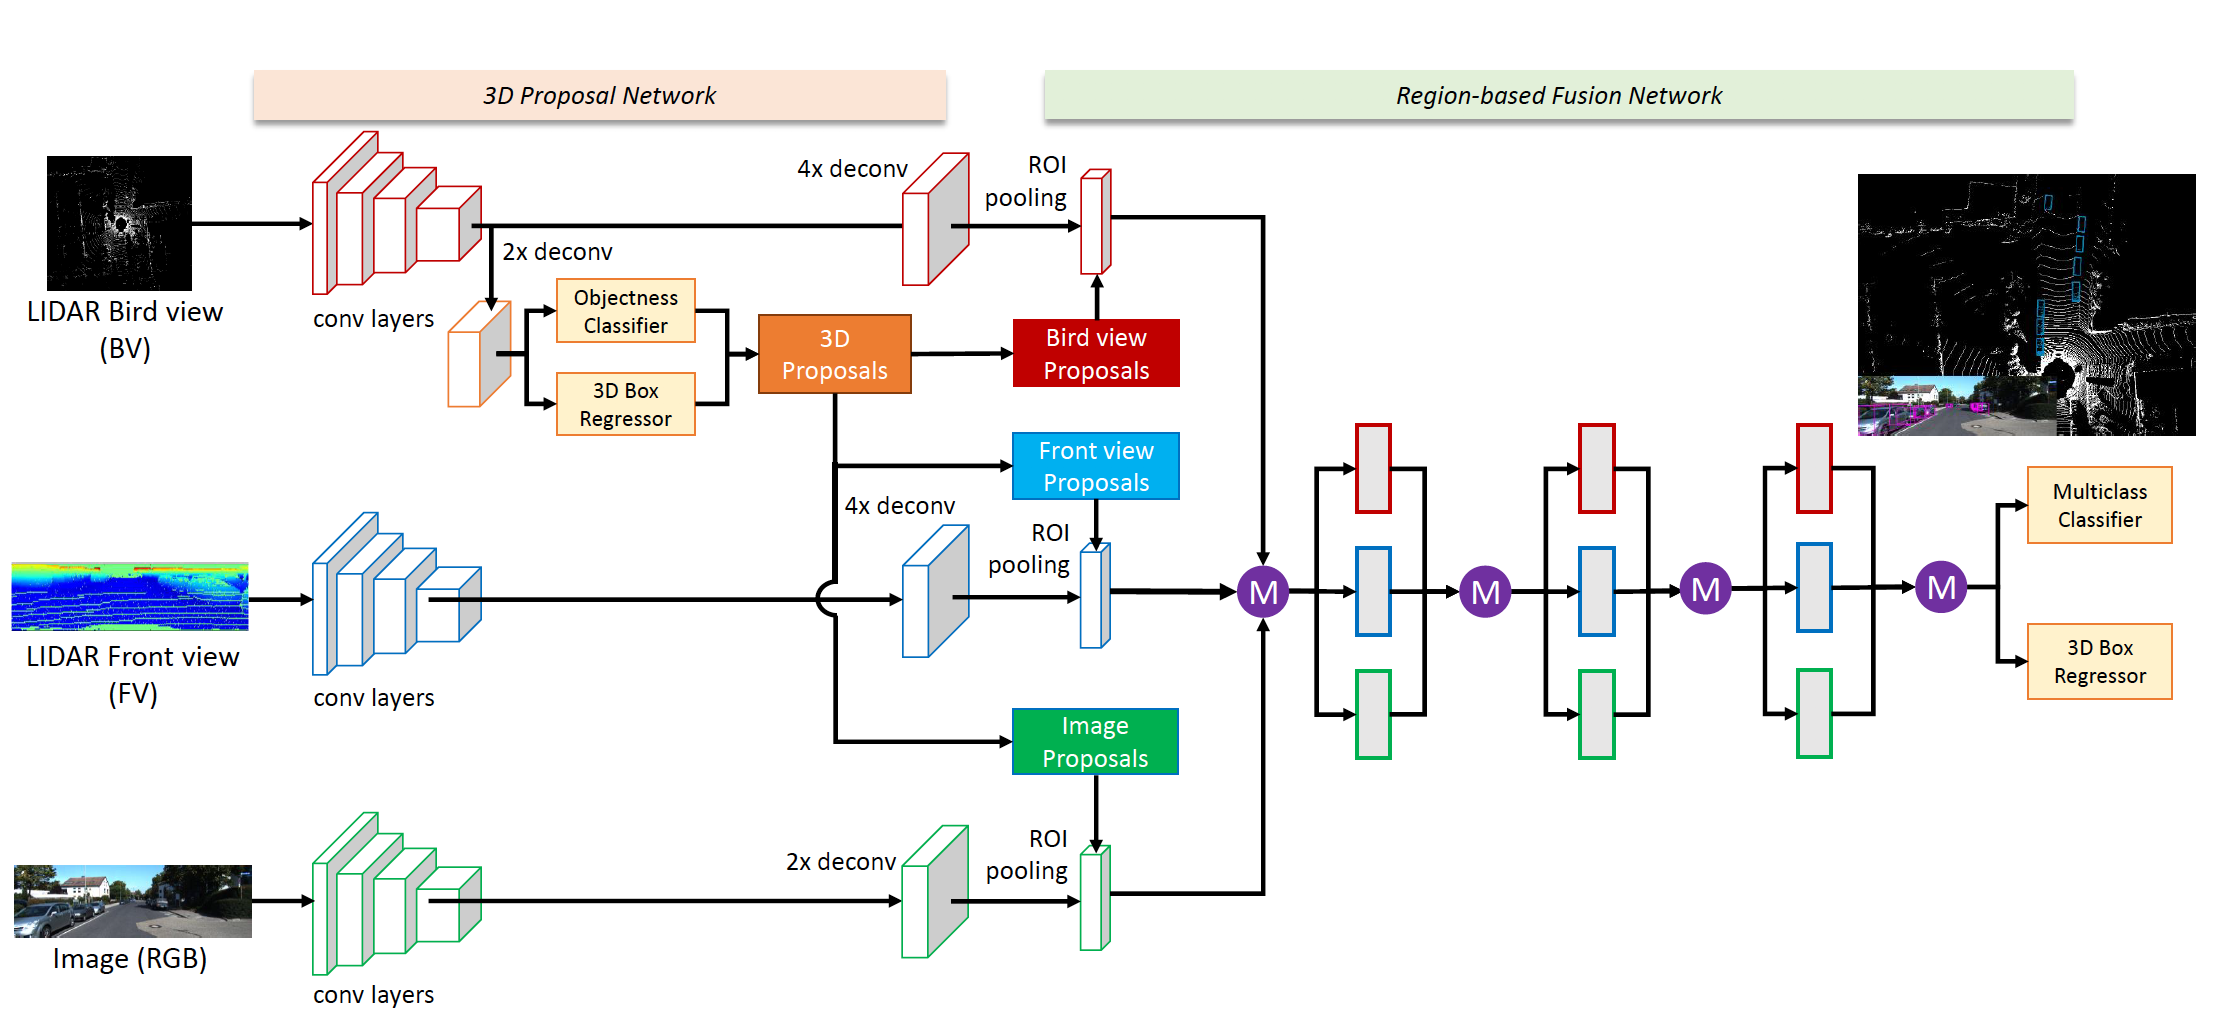 3D Proposal Network
Region-based Fusion Network
4x deconv
ROI
pooling
2x deconv
LIDAR Bird view
(BV)
conv layers
Objectness
Classifier
3D Box
Regressor
3D
Proposals
Bird view
Proposals
Front view
Proposals
4x deconv
ROI
pooling
LIDAR Front view
(FV)
conv layers
M
M
M
M
Multiclass
Classifier
3D Box
Regressor
Image
Proposals
2x deconv
ROI
pooling
Image (RGB)
conv layers